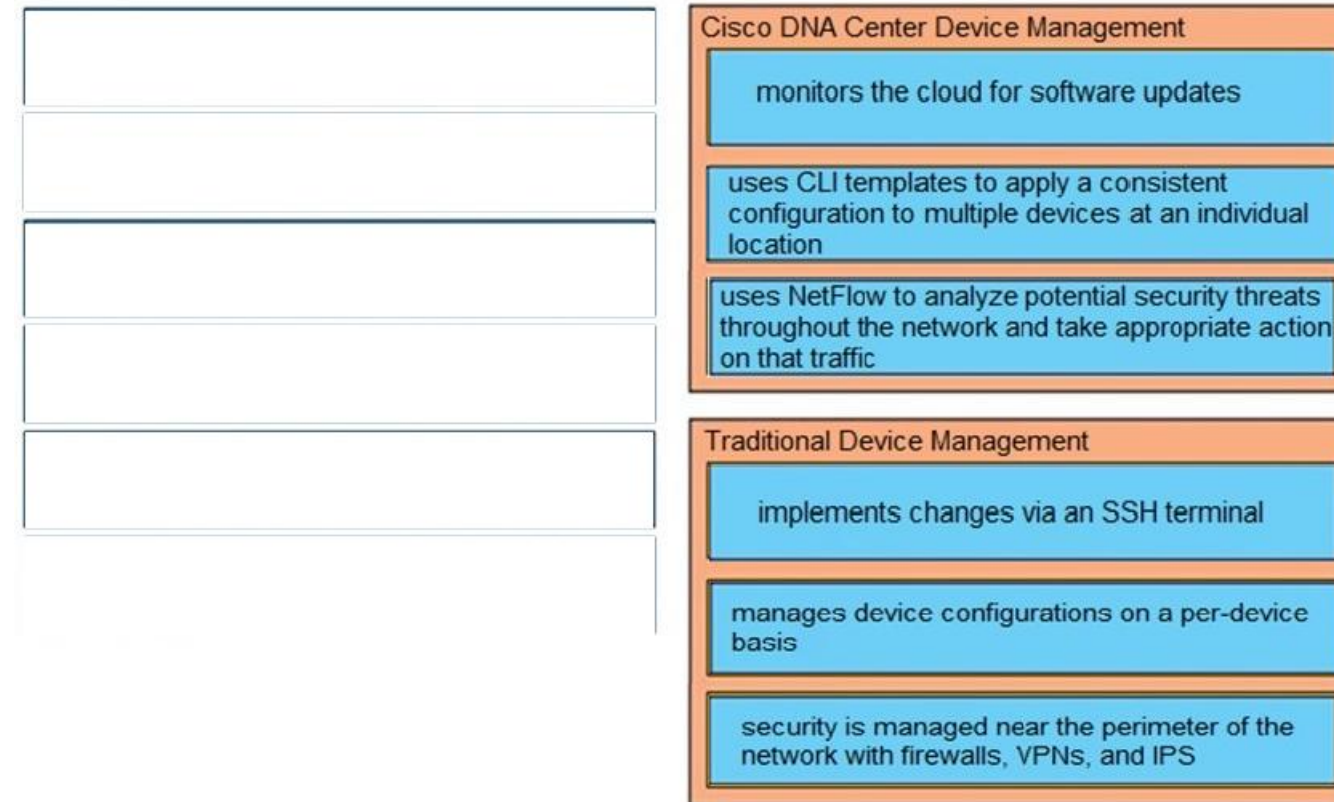 Cisco DNA Center Device Management
monitors the cloud for software updates
uses CLI templates to apply a consistent
configuration to multiple devices at an individual
location
uses NetFlow to analyze potential security threats
throughout the network and take appropriate action
on that traffic
Traditional Device Management
implements changes via an SSH terminal
manages device configurations on a per-device
basis
security is managed near the perimeter of the
network with firewalls, VPNs, and IPS